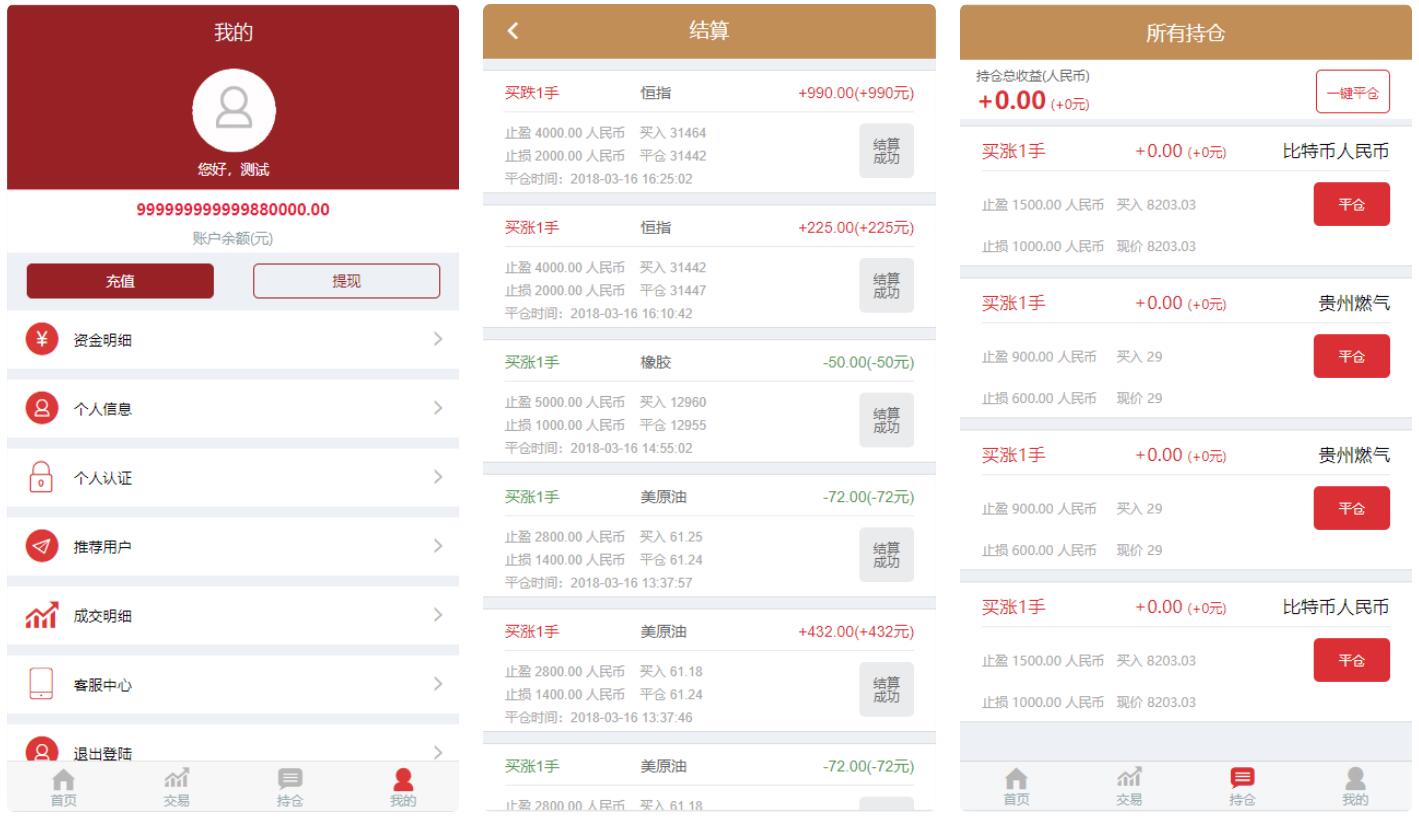 我的
您好，测试
999999999999880000.00
账户余额(元)
充值 提现
资金明细
个人信息
个人认证
推荐用户
成交明细
客服中心
退出登陆
首页 交易 持仓 我的
结算
买跌1手 恒指 +990.00(+990元)
止盈 4000.00 人民币 买入 31464
止损 2000.00 人民币 平仓 31442
平仓时间：2018-03-16 16:25:02
结算
成功
买涨1手 恒指 +225.00(+225元)
止盈 4000.00 人民币 买入 31442
止损 2000.00 人民币 平仓 31447
平仓时间：2018-03-16 16:10:42
结算
成功
买涨1手 橡胶 -50.00(-50元)
止盈 5000.00 人民币 买入 12960
止损 1000.00 人民币 平仓 12955
平仓时间：2018-03-16 14:55:02
结算
成功
买涨1手 美原油 -72.00(-72元)
止盈 2800.00 人民币 买入 61.25
止损 1400.00 人民币 平仓 61.24
平仓时间：2018-03-16 13:37:57
结算
成功
买涨1手 美原油 +432.00(+432元)
止盈 2800.00 人民币 买入 61.18
止损 1400.00 人民币 平仓 61.24
平仓时间：2018-03-16 13:37:46
结算
成功
买涨1手 美原油 -72.00(-72元)
止盈 2800.00 人民币 买入 61.18
所有持仓
持仓总收益(人民币)
+0.00 (+0元)
一键平仓
买涨1手 +0.00 (+0元) 比特币人民币
止盈 1500.00 人民币 买入 8203.03
平仓
止损 1000.00 人民币 现价 8203.03
买涨1手 +0.00 (+0元) 贵州燃气
止盈 900.00 人民币 买入 29
平仓
止损 600.00 人民币 现价 29
买涨1手 +0.00 (+0元) 贵州燃气
止盈 900.00 人民币 买入 29
平仓
止损 600.00 人民币 现价 29
买涨1手 +0.00 (+0元) 比特币人民币
止盈 1500.00 人民币 买入 8203.03
平仓
止损 1000.00 人民币 现价 8203.03
首页 交易 持仓 我的